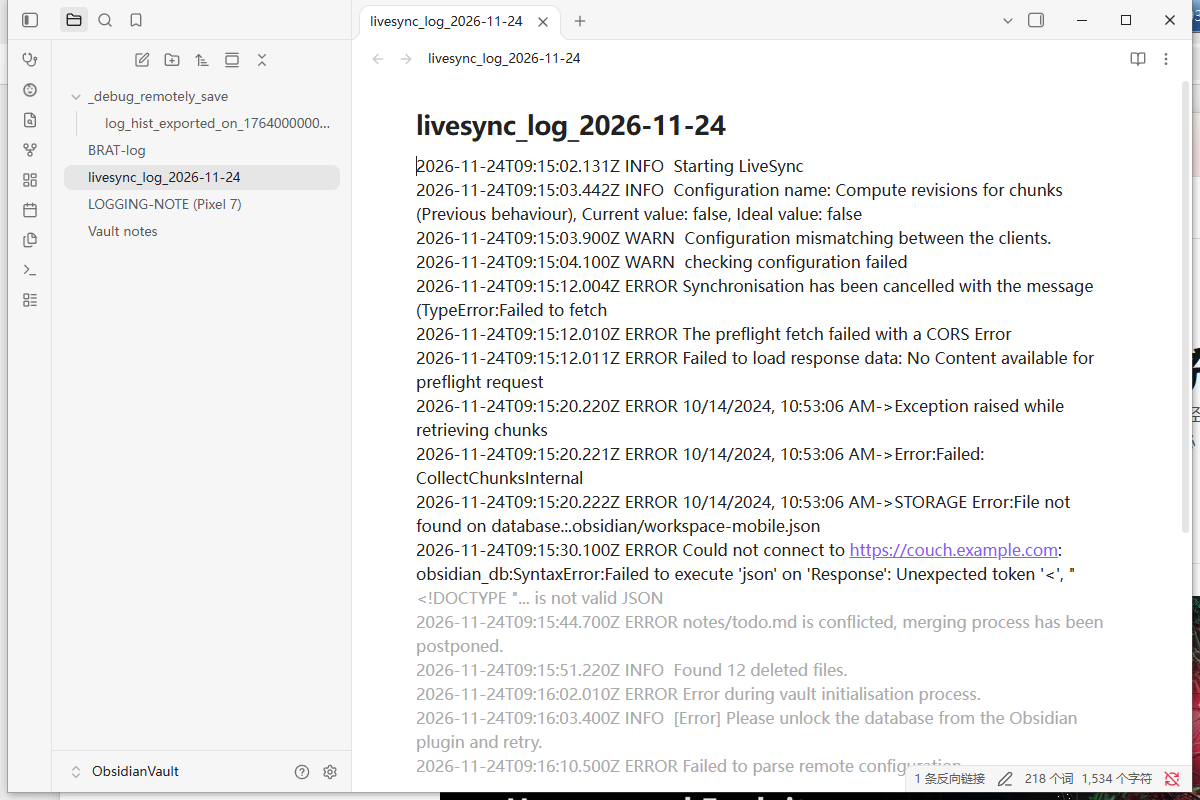 livesync_log_2026-11-24
_debug_remotely_save
log_hist_exported_on_1764000000...
BRAT-log
livesync_log_2026-11-24
LOGGING-NOTE (Pixel 7)
Vault notes
ObsidianVault
livesync_log_2026-11-24
livesync_log_2026-11-24
2026-11-24T09:15:02.131Z INFO  Starting LiveSync
2026-11-24T09:15:03.442Z INFO  Configuration name: Compute revisions for chunks
(Previous behaviour), Current value: false, Ideal value: false
2026-11-24T09:15:03.900Z WARN  Configuration mismatching between the clients.
2026-11-24T09:15:04.100Z WARN  checking configuration failed
2026-11-24T09:15:12.004Z ERROR Synchronisation has been cancelled with the message
(TypeError:Failed to fetch
2026-11-24T09:15:12.010Z ERROR The preflight fetch failed with a CORS Error
2026-11-24T09:15:12.011Z ERROR Failed to load response data: No Content available for
preflight request
2026-11-24T09:15:20.220Z ERROR 10/14/2024, 10:53:06 AM->Exception raised while
retrieving chunks
2026-11-24T09:15:20.221Z ERROR 10/14/2024, 10:53:06 AM->Error:Failed:
CollectChunksInternal
2026-11-24T09:15:20.222Z ERROR 10/14/2024, 10:53:06 AM->STORAGE Error:File not
found on database.:.obsidian/workspace-mobile.json
2026-11-24T09:15:30.100Z ERROR Could not connect to https://couch.example.com:
obsidian_db:SyntaxError:Failed to execute 'json' on 'Response': Unexpected token '<', "
<!DOCTYPE "... is not valid JSON
2026-11-24T09:15:44.700Z ERROR notes/todo.md is conflicted, merging process has been
postponed.
2026-11-24T09:15:51.220Z INFO  Found 12 deleted files.
2026-11-24T09:16:02.010Z ERROR Error during vault initialisation process.
2026-11-24T09:16:03.400Z INFO  [Error] Please unlock the database from the Obsidian
plugin and retry.
2026-11-24T09:16:10.500Z ERROR Failed to parse remote configuration
1 条反向链接 218 个词 1,534 个字符